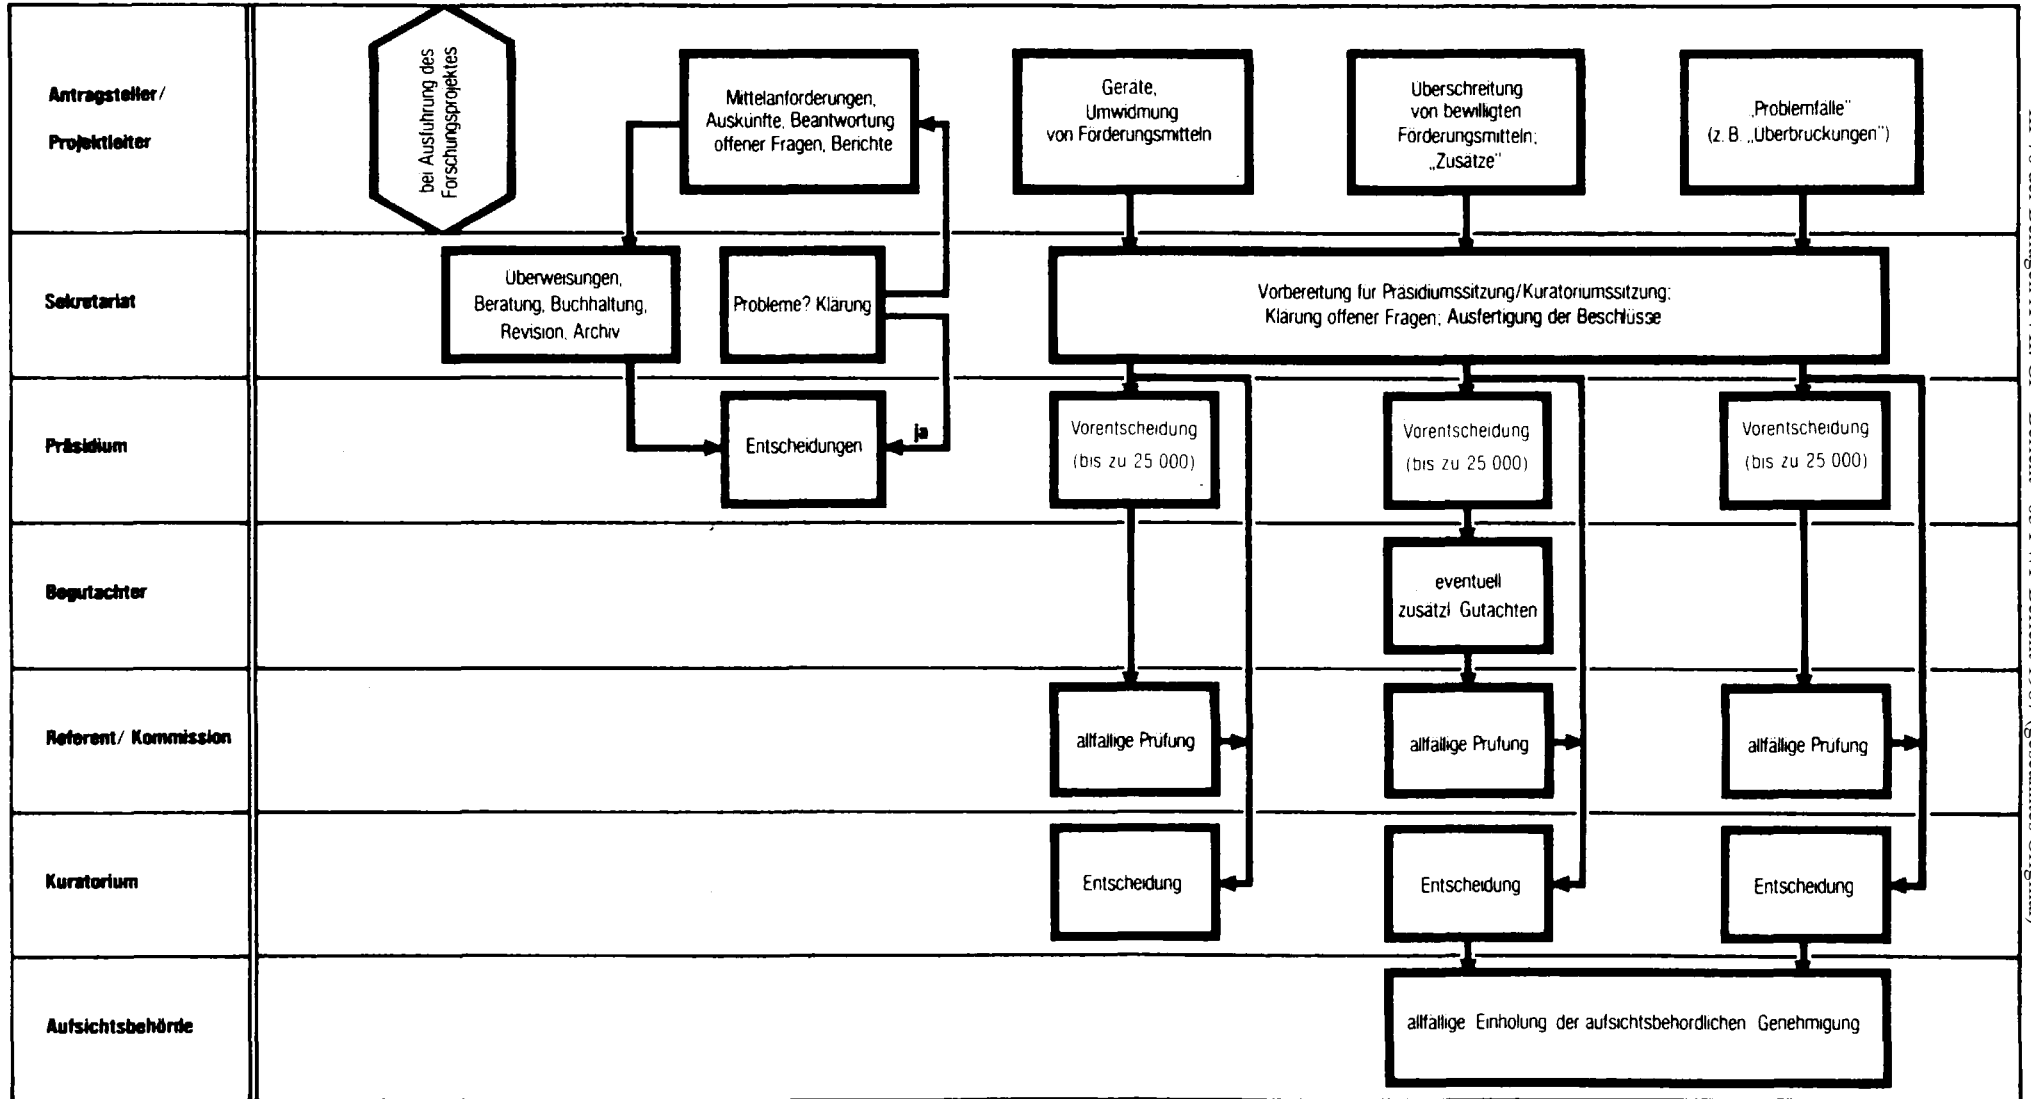 Antragsteller/
Projektleiter
bei Ausführung des
Forschungsprojektes
Mittelanforderungen,
Auskünfte, Beantwortung
offener Fragen, Berichte
Geräte,
Umwidmung
von Förderungsmitteln
Überschreitung
von bewilligten
Förderungsmitteln;
„Zusätze"
„Problemfälle"
(z. B. „Überbrückungen")
Sekretariat
Überweisungen,
Beratung, Buchhaltung,
Revision, Archiv
Probleme? Klärung
Vorbereitung für Präsidiumssitzung/Kuratoriumssitzung;
Klärung offener Fragen; Ausfertigung der Beschlüsse
Präsidium
Entscheidungen
ja
Vorentscheidung
(bis zu 25 000)
Vorentscheidung
(bis zu 25 000)
Vorentscheidung
(bis zu 25 000)
Begutachter
eventuell
zusätzl Gutachten
Referent/ Kommission
allfällige Prüfung
allfällige Prüfung
allfällige Prüfung
Kuratorium
Entscheidung
Entscheidung
Entscheidung
Aufsichtsbehörde
allfällige Einholung der aufsichtsbehördlichen Genehmigung